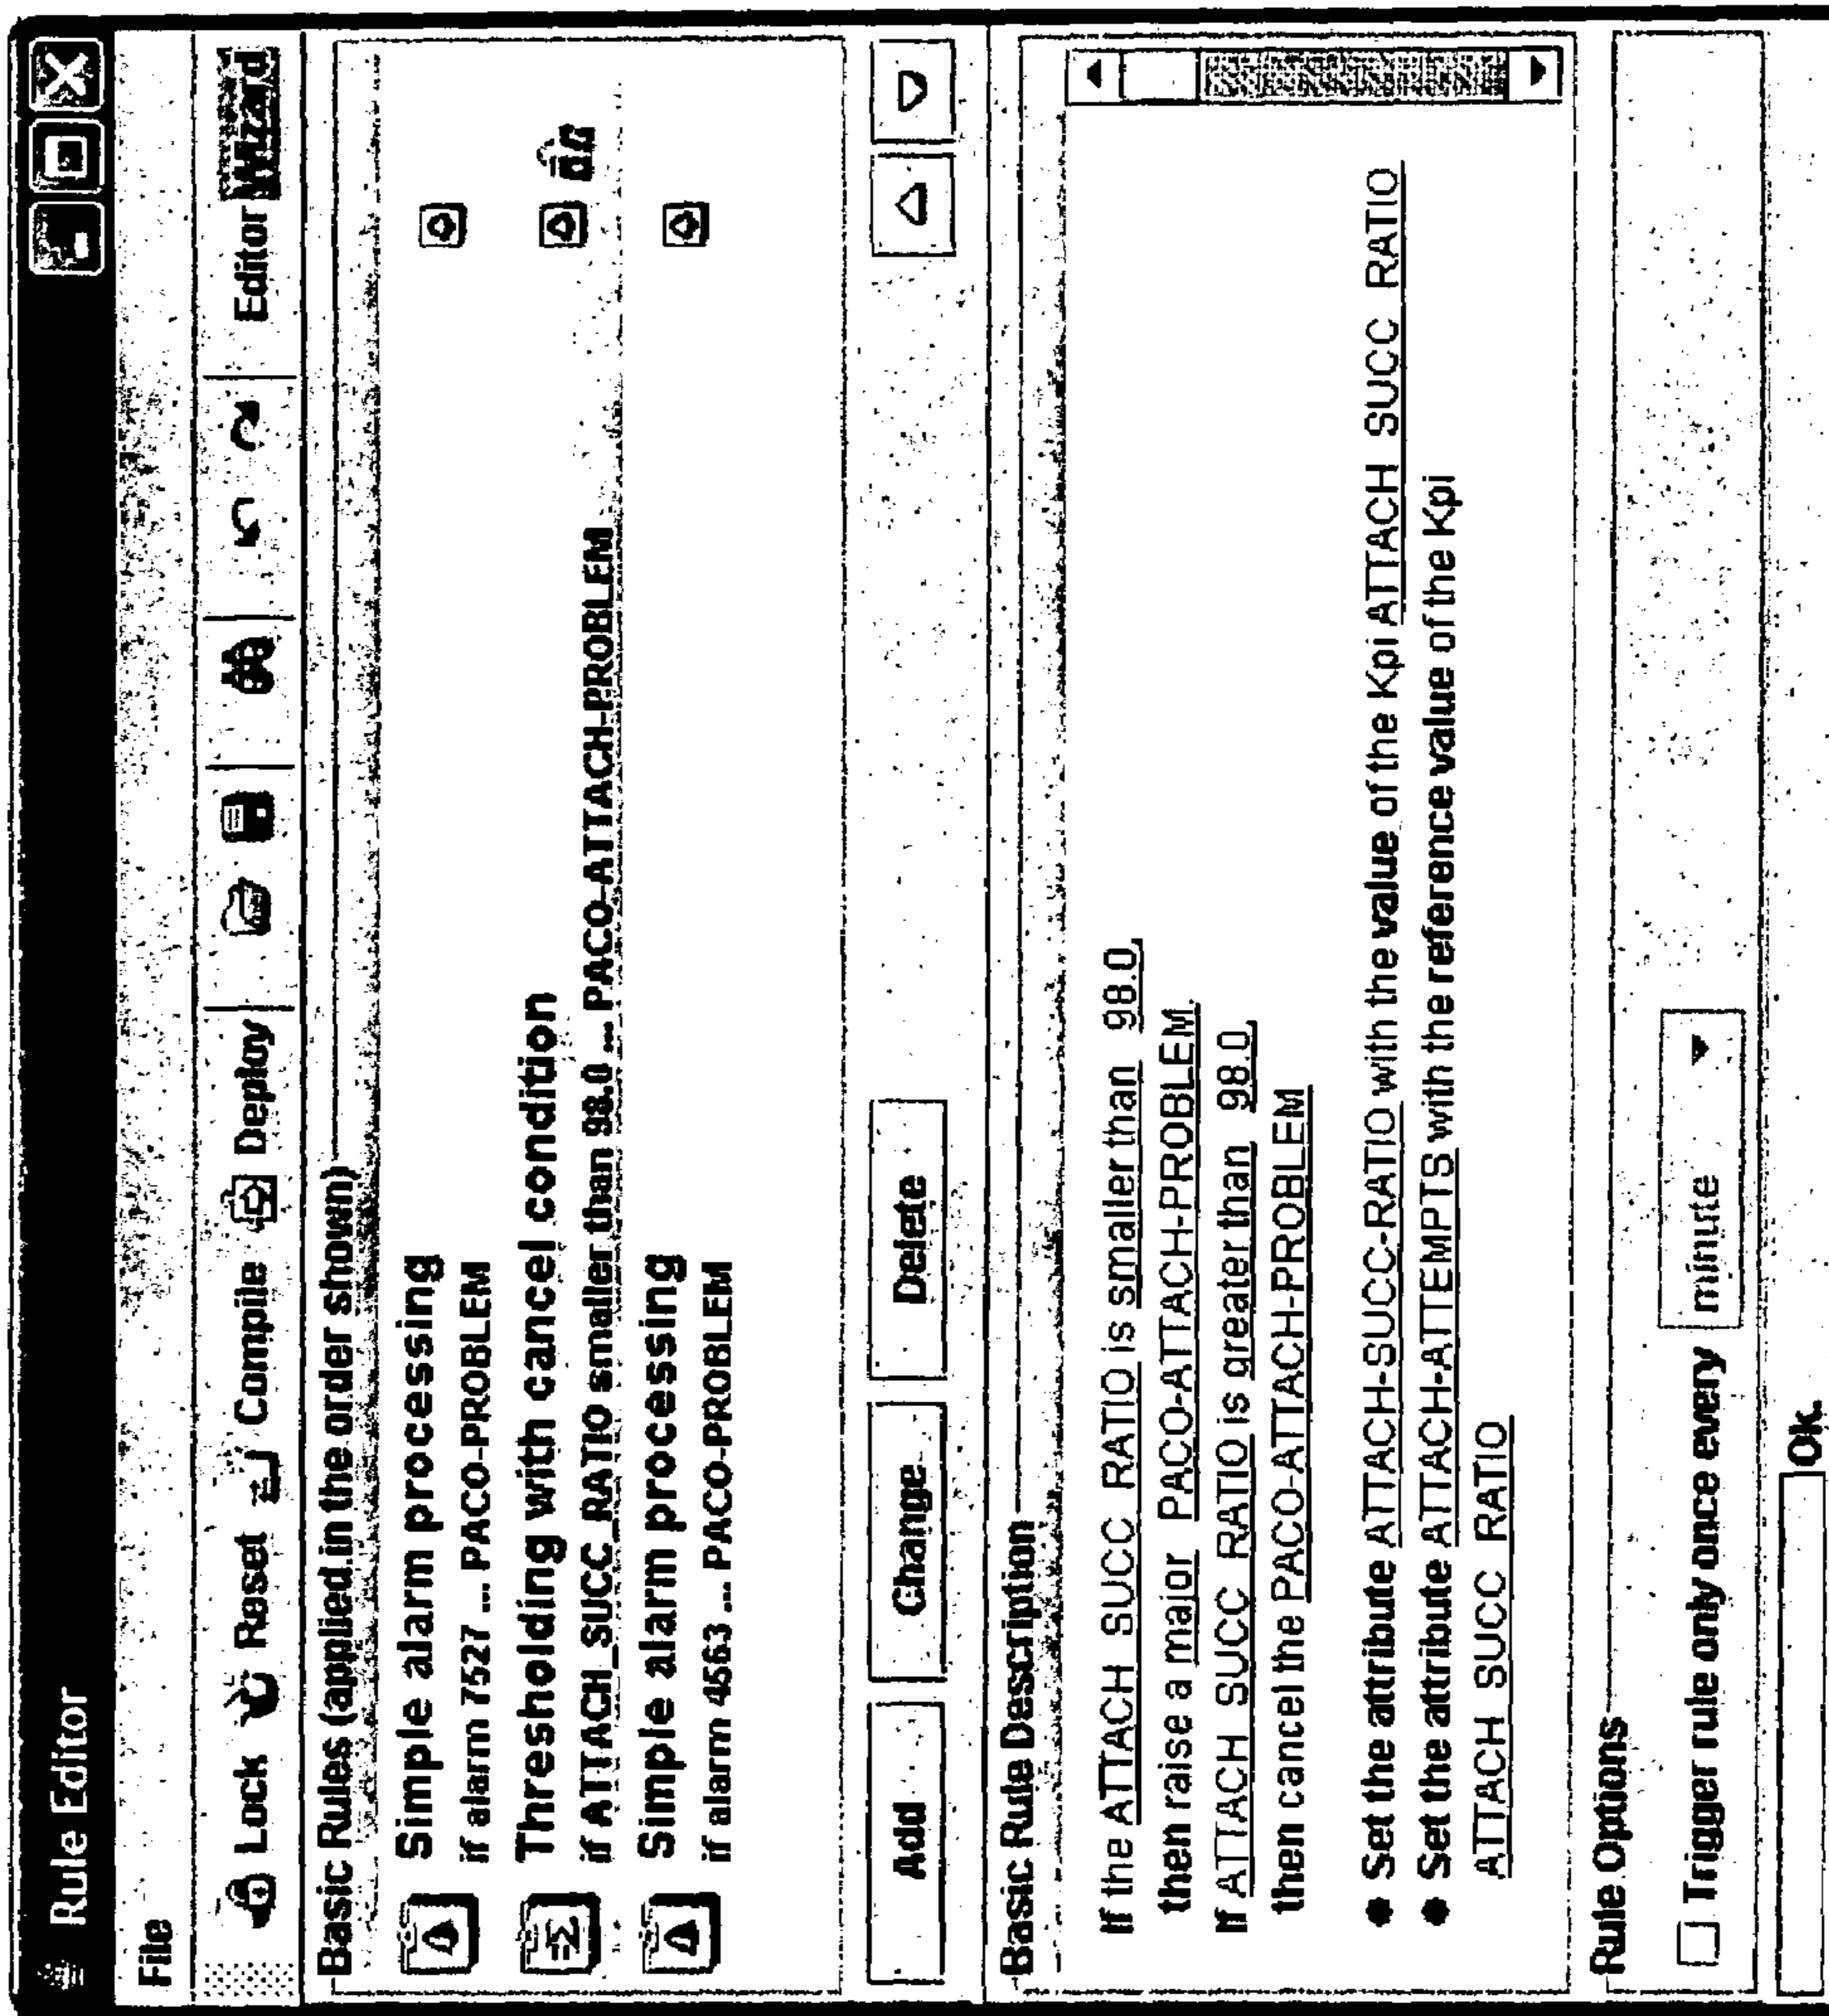 Rule Editor
File
Lock Reset Compile Deploy Editor Wizard
Basic Rules (applied in the order shown)
Simple alarm processing
if alarm 7527 ... PACO-PROBLEM
Thresholding with cancel condition
if ATTACH_SUCC_RATIO smaller than 98.0 ... PACO-ATTACH-PROBLEM
Simple alarm processing
if alarm 4563 ... PACO-PROBLEM
Add Change Delete
Basic Rule Description
If the ATTACH SUCC RATIO is smaller than 98.0,
then raise a major PACO-ATTACH-PROBLEM.
If ATTACH SUCC RATIO is greater than 98.0,
then cancel the PACO-ATTACH-PROBLEM
● Set the attribute ATTACH-SUCC-RATIO with the value of the Kpi ATTACH SUCC RATIO
● Set the attribute ATTACH-ATTEMPTS with the reference value of the Kpi
ATTACH SUCC RATIO
Rule Options
Trigger rule only once every minute
Ok.